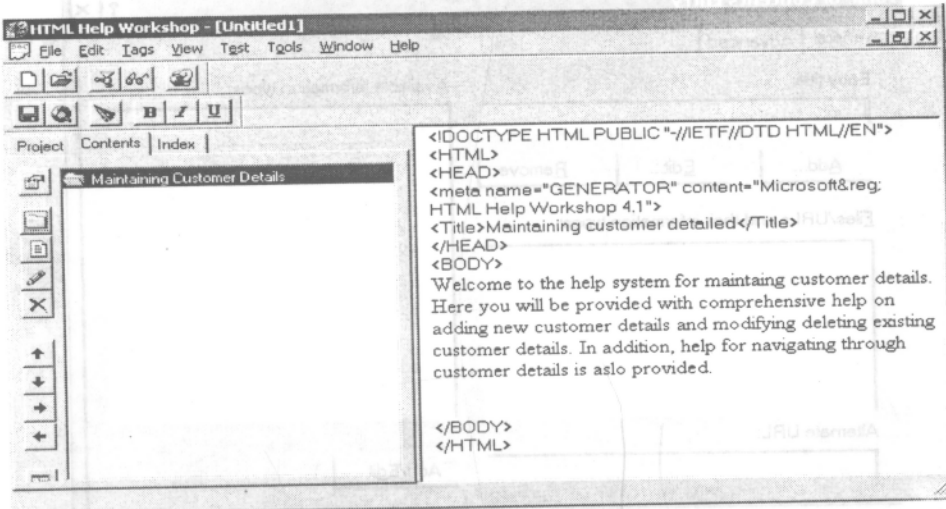 HTML Help Workshop - [Untitled1]
File Edit Tags View Test Tools Window Help
B I U
Project Contents Index
Maintaining Customer Details
<!DOCTYPE HTML PUBLIC "-//IETF//DTD HTML//EN">
<HTML>
<HEAD>
<meta name="GENERATOR" content="Microsoft&reg;
HTML Help Workshop 4.1">
<Title>Maintaining customer detailed</Title>
</HEAD>
<BODY>
Welcome to the help system for maintaing customer details.
Here you will be provided with comprehensive help on
adding new customer details and modifying deleting existing
customer details. In addition, help for navigating through
customer details is aslo provided.
</BODY>
</HTML>